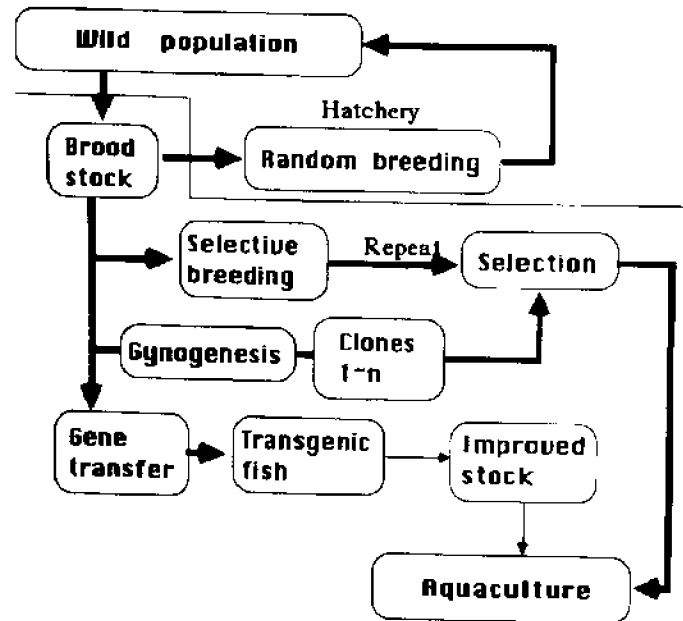 Wild population
Hatchery
Brood
stock
Random breeding
Selective
breeding
Repeat
Selection
Gynogenesis
Clones
1~n
Gene
transfer
Transgenic
fish
Improved
stock
Aquaculture